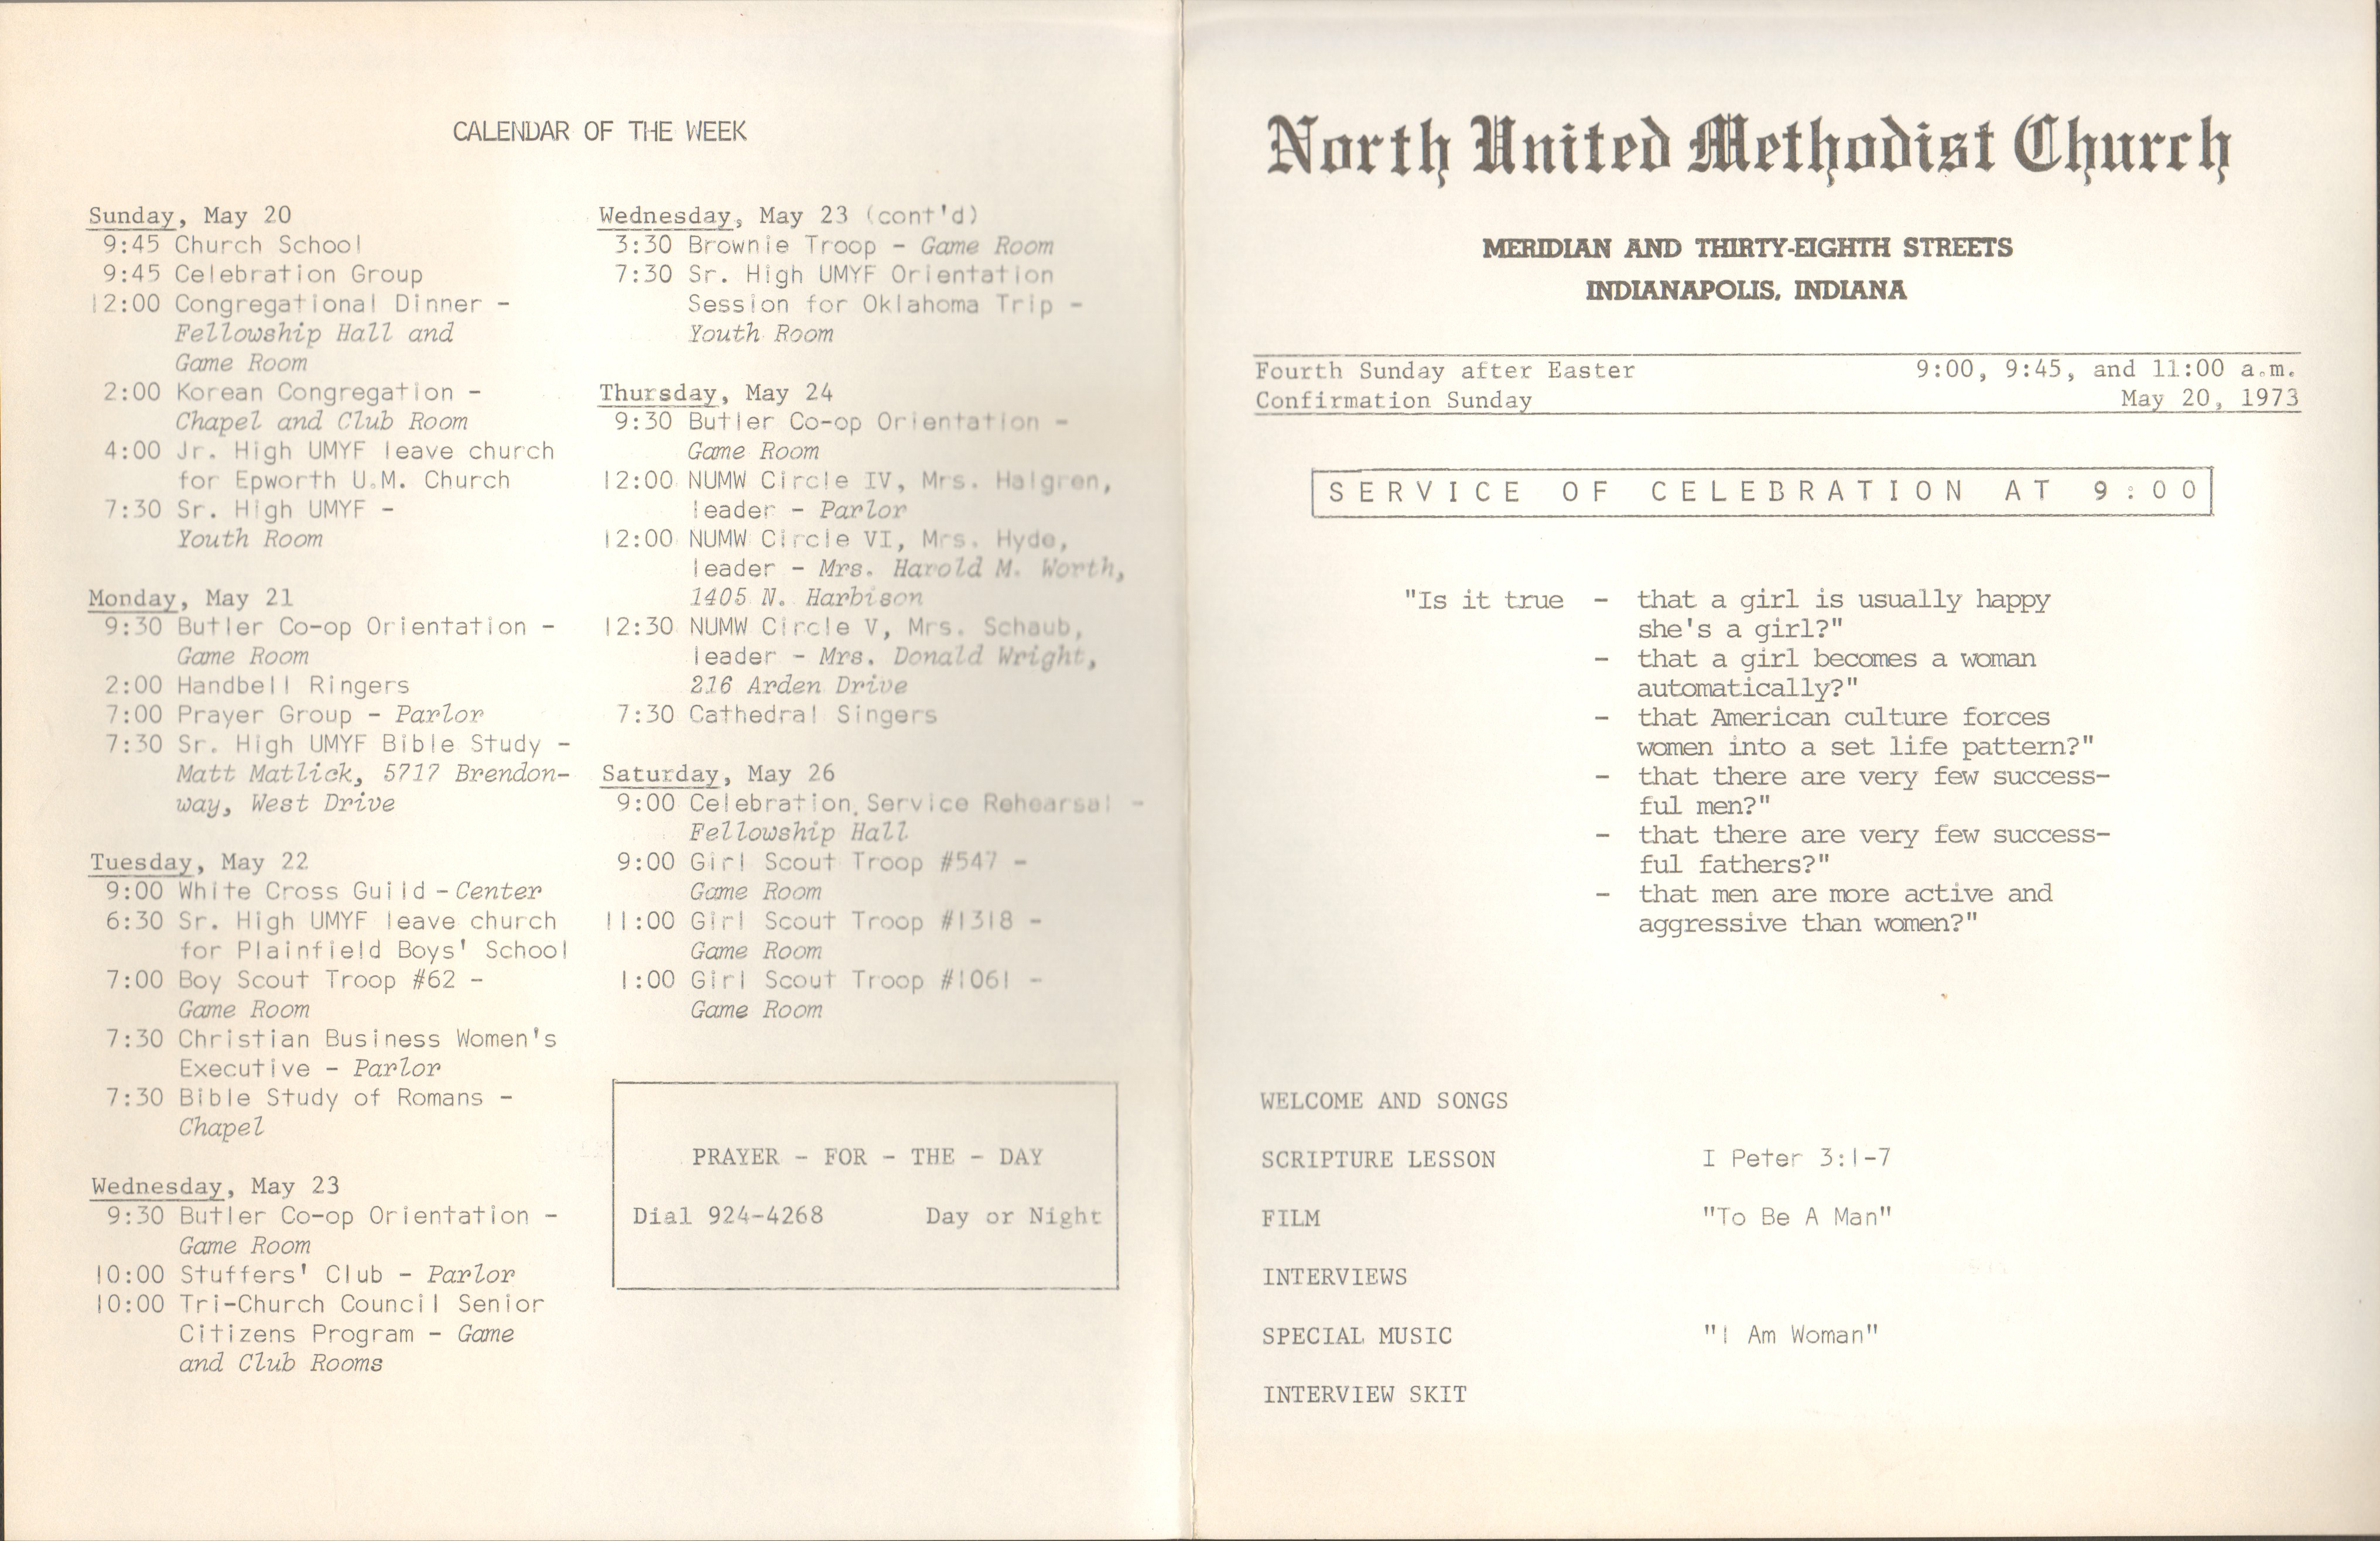 CALENDAR OF THE WEEK
Sunday, May 20
9:45 Church School
9:45 Celebration Group
12:00 Congregational Dinner -
Fellowship Hall and
Game Room
2:00 Korean Congregation -
Chapel and Club Room
4:00 Jr. High UMYF leave church
for Epworth U.M. Church
7:30 Sr. High UMYF -
Youth Room
Monday, May 21
9:30 Butler Co-op Orientation -
Game Room
2:00 Handbell Ringers
7:00 Prayer Group - Parlor
7:30 Sr. High UMYF Bible Study -
Matt Matlick, 5717 Brendon-
way, West Drive
Tuesday, May 22
9:00 White Cross Guild - Center
6:30 Sr. High UMYF leave church
for Plainfield Boys' School
7:00 Boy Scout Troop #62 -
Game Room
7:30 Christian Business Women's
Executive - Parlor
7:30 Bible Study of Romans -
Chapel
Wednesday, May 23
9:30 Butler Co-op Orientation -
Game Room
10:00 Stuffers' Club - Parlor
10:00 Tri-Church Council Senior
Citizens Program - Game
and Club Rooms
Wednesday, May 23 (cont'd)
3:30 Brownie Troop - Game Room
7:30 Sr. High UMYF Orientation
Session for Oklahoma Trip -
Youth Room
Thursday, May 24
9:30 Butler Co-op Orientation -
Game Room
12:00 NUMW Circle IV, Mrs. Halgren,
leader - Parlor
12:00 NUMW Circle VI, Mrs. Hyde,
leader - Mrs. Harold M. Worth,
1405 N. Harbison
12:30 NUMW Circle V, Mrs. Schaub,
leader - Mrs. Donald Wright,
216 Arden Drive
7:30 Cathedral Singers
Saturday, May 26
9:00 Celebration Service Rehearsal -
Fellowship Hall
9:00 Girl Scout Troop #547 -
Game Room
11:00 Girl Scout Troop #1318 -
Game Room
1:00 Girl Scout Troop #1061 -
Game Room
PRAYER - FOR - THE - DAY
Dial 924-4268 Day or Night
North United Methodist Church
MERIDIAN AND THIRTY-EIGHTH STREETS
INDIANAPOLIS, INDIANA
Fourth Sunday after Easter 9:00, 9:45, and 11:00 a.m.
Confirmation Sunday May 20, 1973
SERVICE OF CELEBRATION AT 9:00
"Is it true - that a girl is usually happy
she's a girl?"
- that a girl becomes a woman
automatically?"
- that American culture forces
women into a set life pattern?"
- that there are very few success-
ful men?"
- that there are very few success-
ful fathers?"
- that men are more active and
aggressive than women?"
WELCOME AND SONGS
SCRIPTURE LESSON I Peter 3:1-7
FILM "To Be A Man"
INTERVIEWS
SPECIAL MUSIC "I Am Woman"
INTERVIEW SKIT